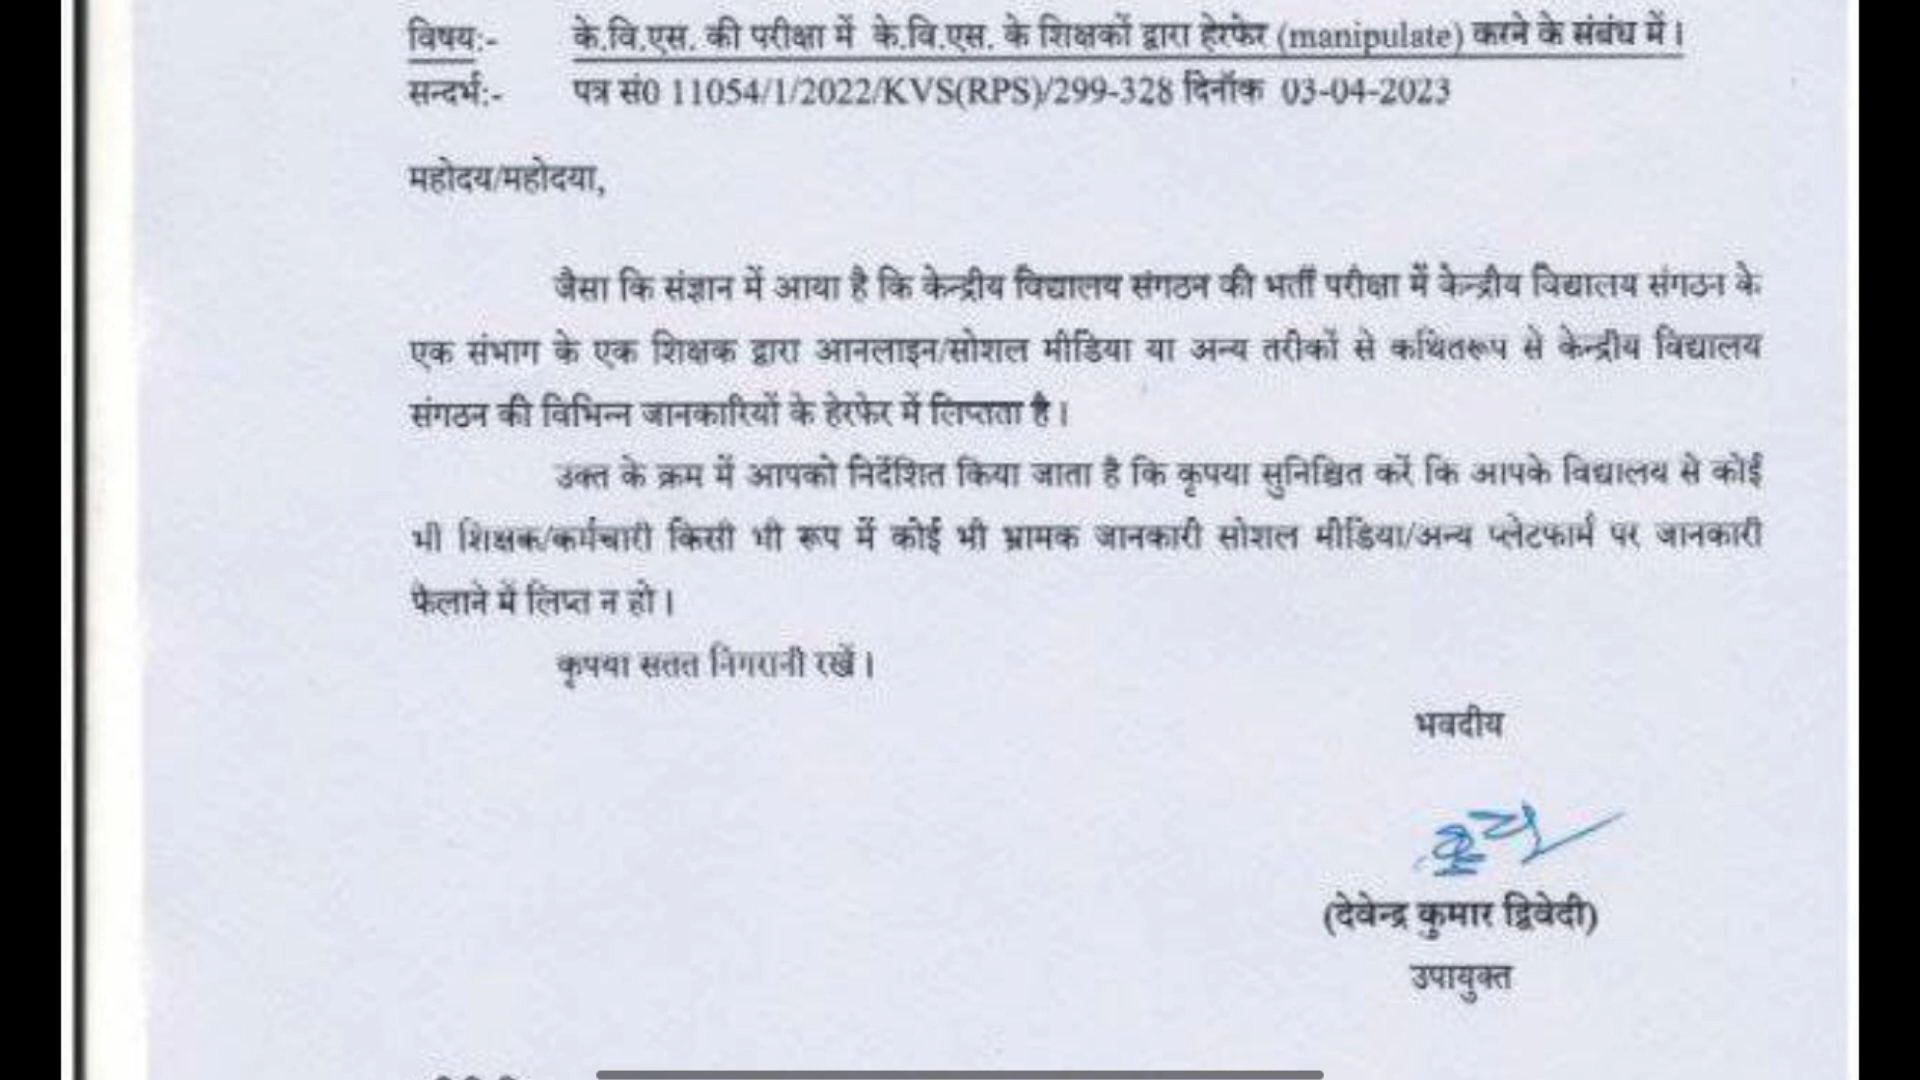 विषय:- के.वि.एस. की परीक्षा में के.वि.एस. के शिक्षकों द्वारा हेरफेर (manipulate) करने के संबंध में।
सन्दर्भ:- पत्र सं0 11054/1/2022/KVS(RPS)/299-328 दिनॉक 03-04-2023
महोदय/महोदया,
जैसा कि संज्ञान में आया है कि केन्द्रीय विद्यालय संगठन की भर्ती परीक्षा में केन्द्रीय विद्यालय संगठन के
एक संभाग के एक शिक्षक द्वारा आनलाइन/सोशल मीडिया या अन्य तरीकों से कथितरूप से केन्द्रीय विद्यालय
संगठन की विभिन्न जानकारियों के हेरफेर में लिप्तता है।
उक्त के क्रम में आपको निर्देशित किया जाता है कि कृपया सुनिश्चित करें कि आपके विद्यालय से कोई
भी शिक्षक/कर्मचारी किसी भी रूप में कोई भी भ्रामक जानकारी सोशल मीडिया/अन्य प्लेटफार्म पर जानकारी
फैलाने में लिप्त न हो।
कृपया सतत निगरानी रखें।
भवदीय
(देवेन्द्र कुमार द्विवेदी)
उपायुक्त